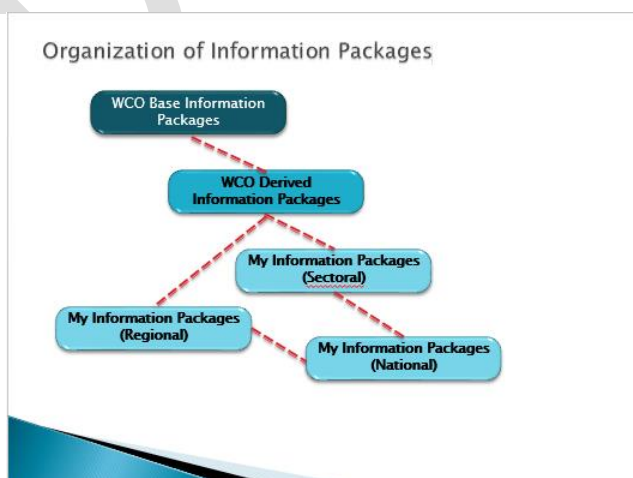 Organization of Information Packages
WCO Base Information
Packages
WCO Derived
Information Packages
My Information Packages
(Sectoral)
My Information Packages
(Regional)
My Information Packages
(National)